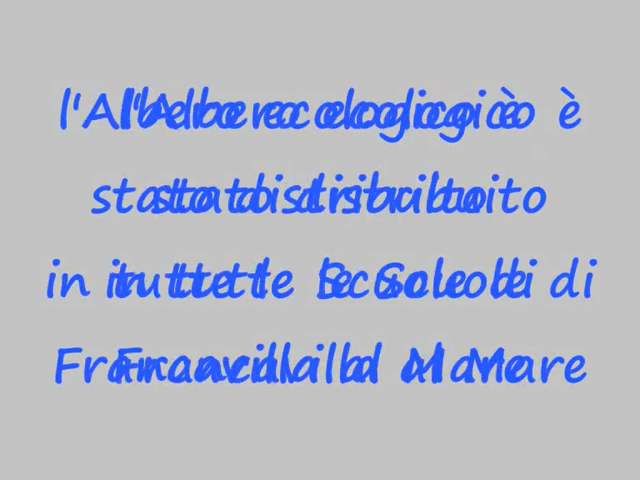 l'Albero ecologico è
stato distribuito
in tutte le Scuole di
Francavilla al Mare